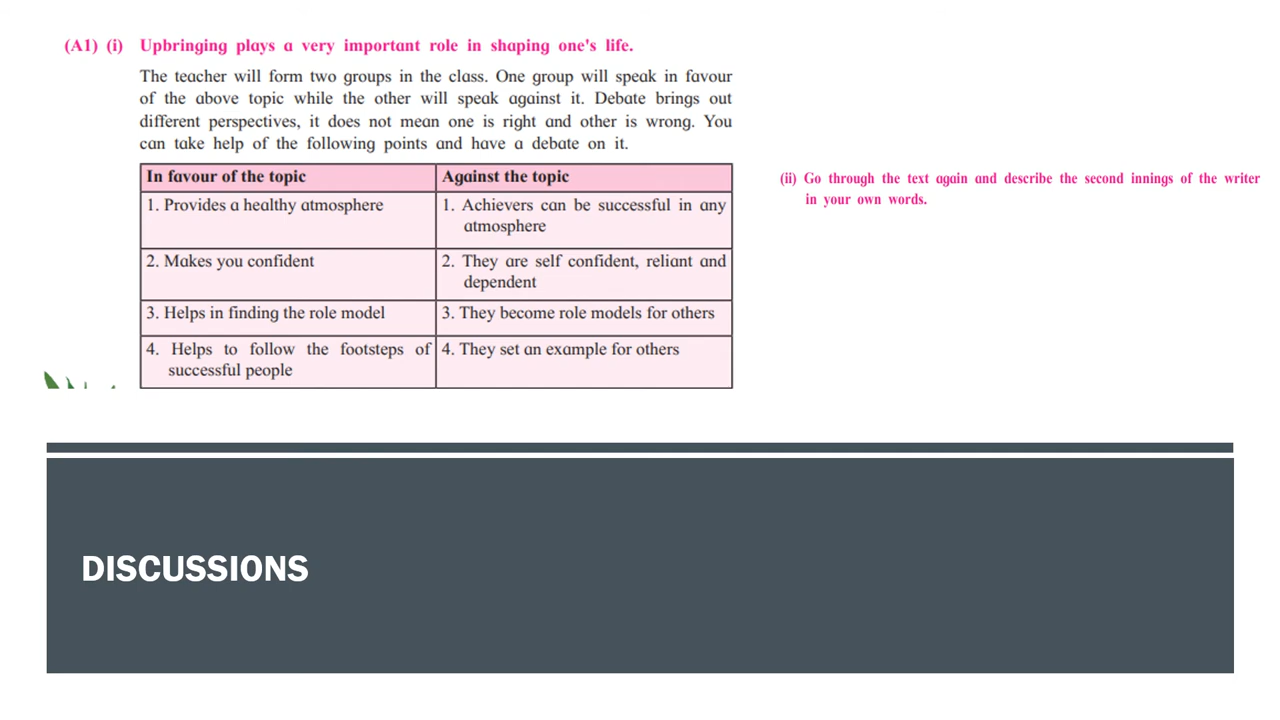 (A1) (i) Upbringing plays a very important role in shaping one's life.
The teacher will form two groups in the class. One group will speak in favour
of the above topic while the other will speak against it. Debate brings out
different perspectives, it does not mean one is right and other is wrong. You
can take help of the following points and have a debate on it.
In favour of the topic
Against the topic
1. Provides a healthy atmosphere
1. Achievers can be successful in any
atmosphere
2. Makes you confident
2. They are self confident, reliant and
dependent
3. Helps in finding the role model
3. They become role models for others
4. Helps to follow the footsteps of
successful people
4. They set an example for others
(ii) Go through the text again and describe the second innings of the writer
in your own words.
DISCUSSIONS